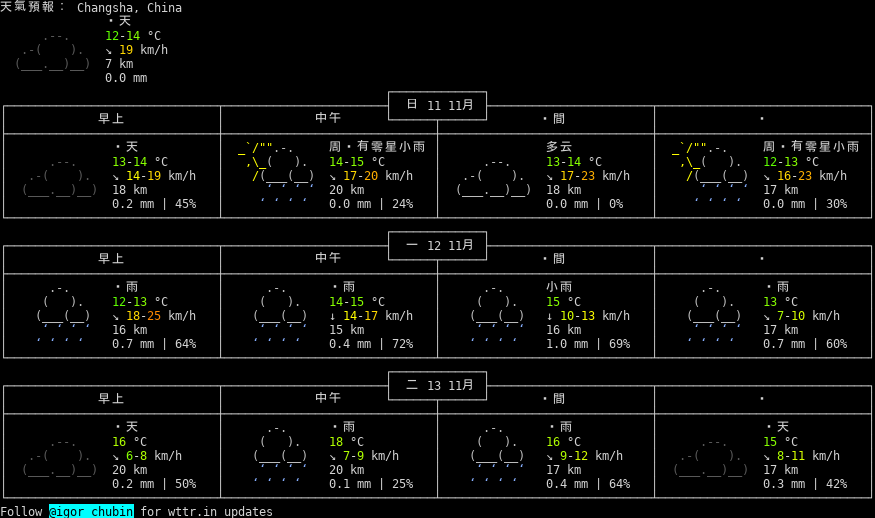 天氣預報： Changsha, China
・天
12-14 °C
↘ 19 km/h
7 km
0.0 mm
日 11 11月
早上 中午 ・間 ・
・天 周・有零星小雨 多云 周・有零星小雨
13-14 °C 14-15 °C 13-14 °C 12-13 °C
↘ 14-19 km/h ↘ 17-20 km/h ↘ 17-23 km/h ↘ 16-23 km/h
18 km 20 km 18 km 17 km
0.2 mm | 45% 0.0 mm | 24% 0.0 mm | 0% 0.0 mm | 30%
一 12 11月
早上 中午 ・間 ・
・雨 ・雨 小雨 ・雨
12-13 °C 14-15 °C 15 °C 13 °C
↘ 18-25 km/h ↓ 14-17 km/h ↓ 10-13 km/h ↘ 7-10 km/h
16 km 15 km 16 km 17 km
0.7 mm | 64% 0.4 mm | 72% 1.0 mm | 69% 0.7 mm | 60%
二 13 11月
早上 中午 ・間 ・
・天 ・雨 ・雨 ・天
16 °C 18 °C 16 °C 15 °C
↘ 6-8 km/h ↘ 7-9 km/h ↘ 9-12 km/h ↘ 8-11 km/h
20 km 20 km 17 km 17 km
0.2 mm | 50% 0.1 mm | 25% 0.4 mm | 64% 0.3 mm | 42%
Follow @igor_chubin for wttr.in updates